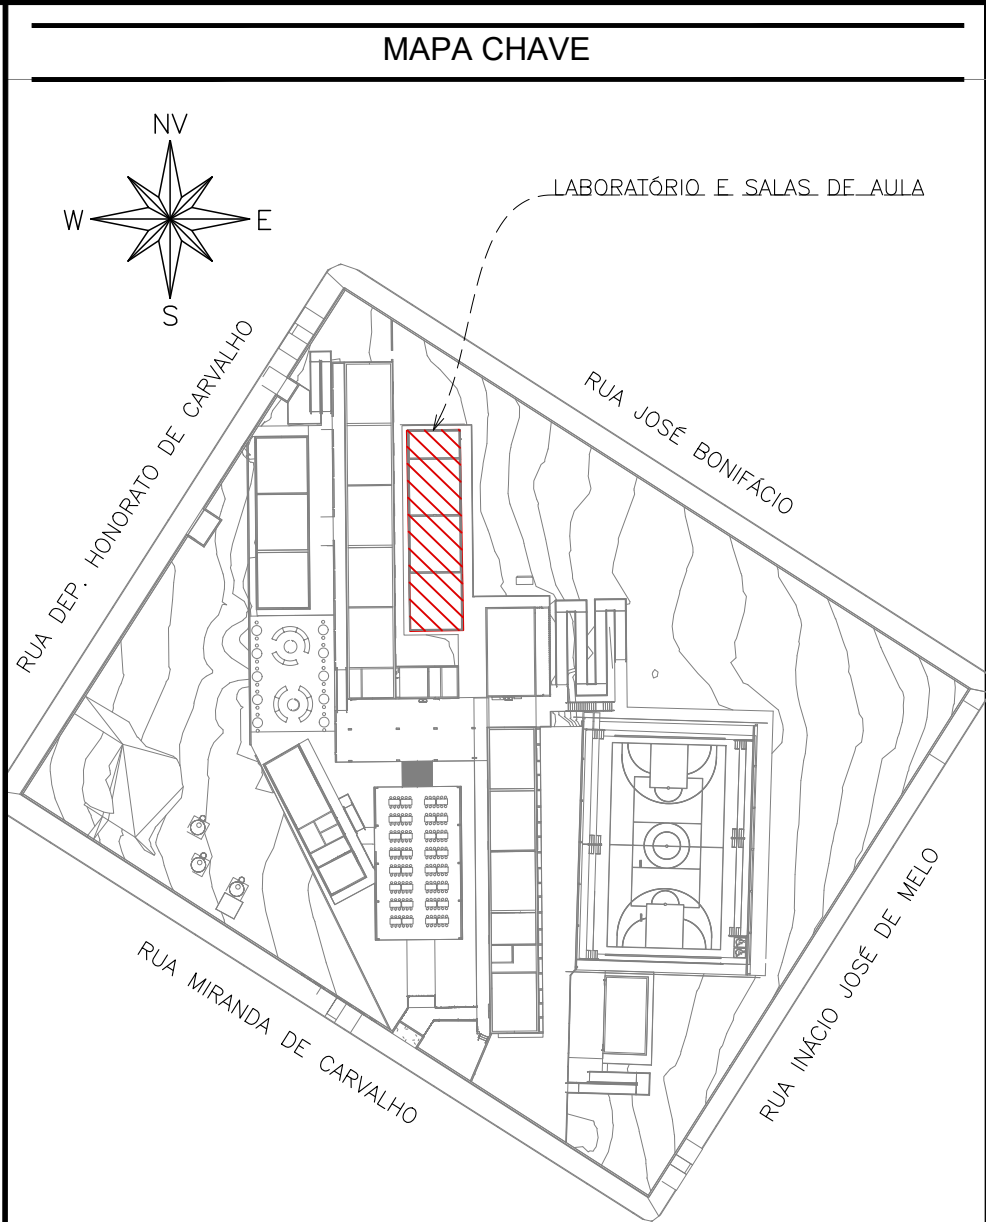 MAPA CHAVE
NV
W
E
S
LABORATÓRIO E SALAS DE AULA
RUA DEP. HONORATO DE CARVALHO
RUA JOSÉ BONIFÁCIO
RUA MIRANDA DE CARVALHO
RUA INÁCIO JOSÉ DE MELO